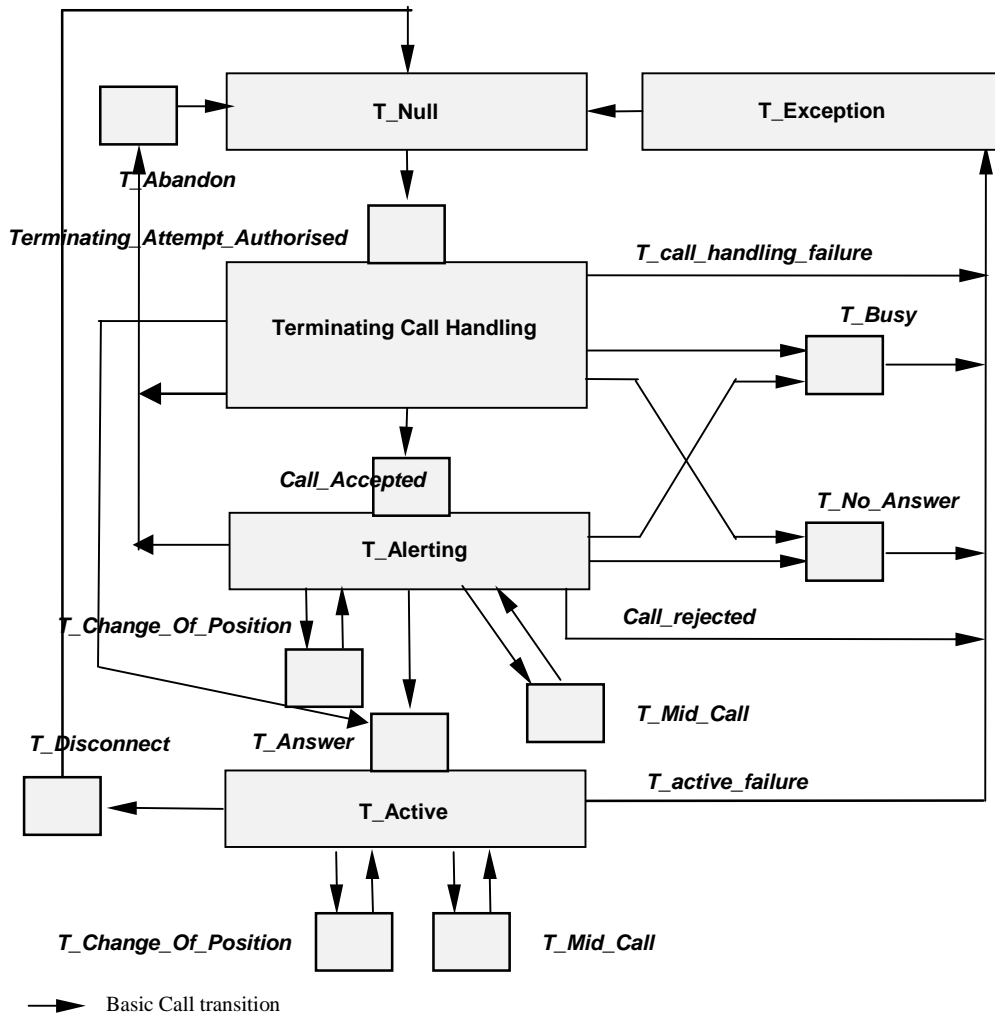 T_Null
T_Exception
T_Abandon
Terminating_Attempt_Authorised
T_call_handling_failure
Terminating Call Handling
T_Busy
Call_Accepted
T_No_Answer
T_Alerting
T_Change_Of_Position
Call_rejected
T_Mid_Call
T_Disconnect
T_Answer
T_active_failure
T_Active
T_Change_Of_Position
T_Mid_Call
Basic Call transition